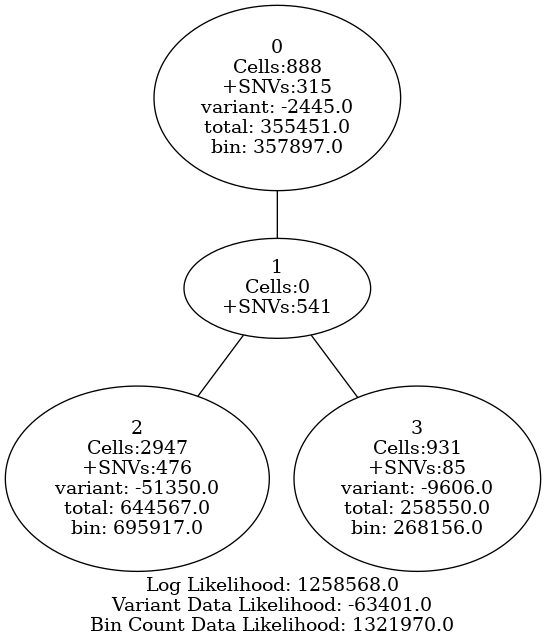 0
Cells:888
+SNVs:315
variant: -2445.0
total: 355451.0
bin: 357897.0
1
Cells:0
+SNVs:541
2
Cells:2947
+SNVs:476
variant: -51350.0
total: 644567.0
bin: 695917.0
3
Cells:931
+SNVs:85
variant: -9606.0
total: 258550.0
bin: 268156.0
Log Likelihood: 1258568.0
Variant Data Likelihood: -63401.0
Bin Count Data Likelihood: 1321970.0